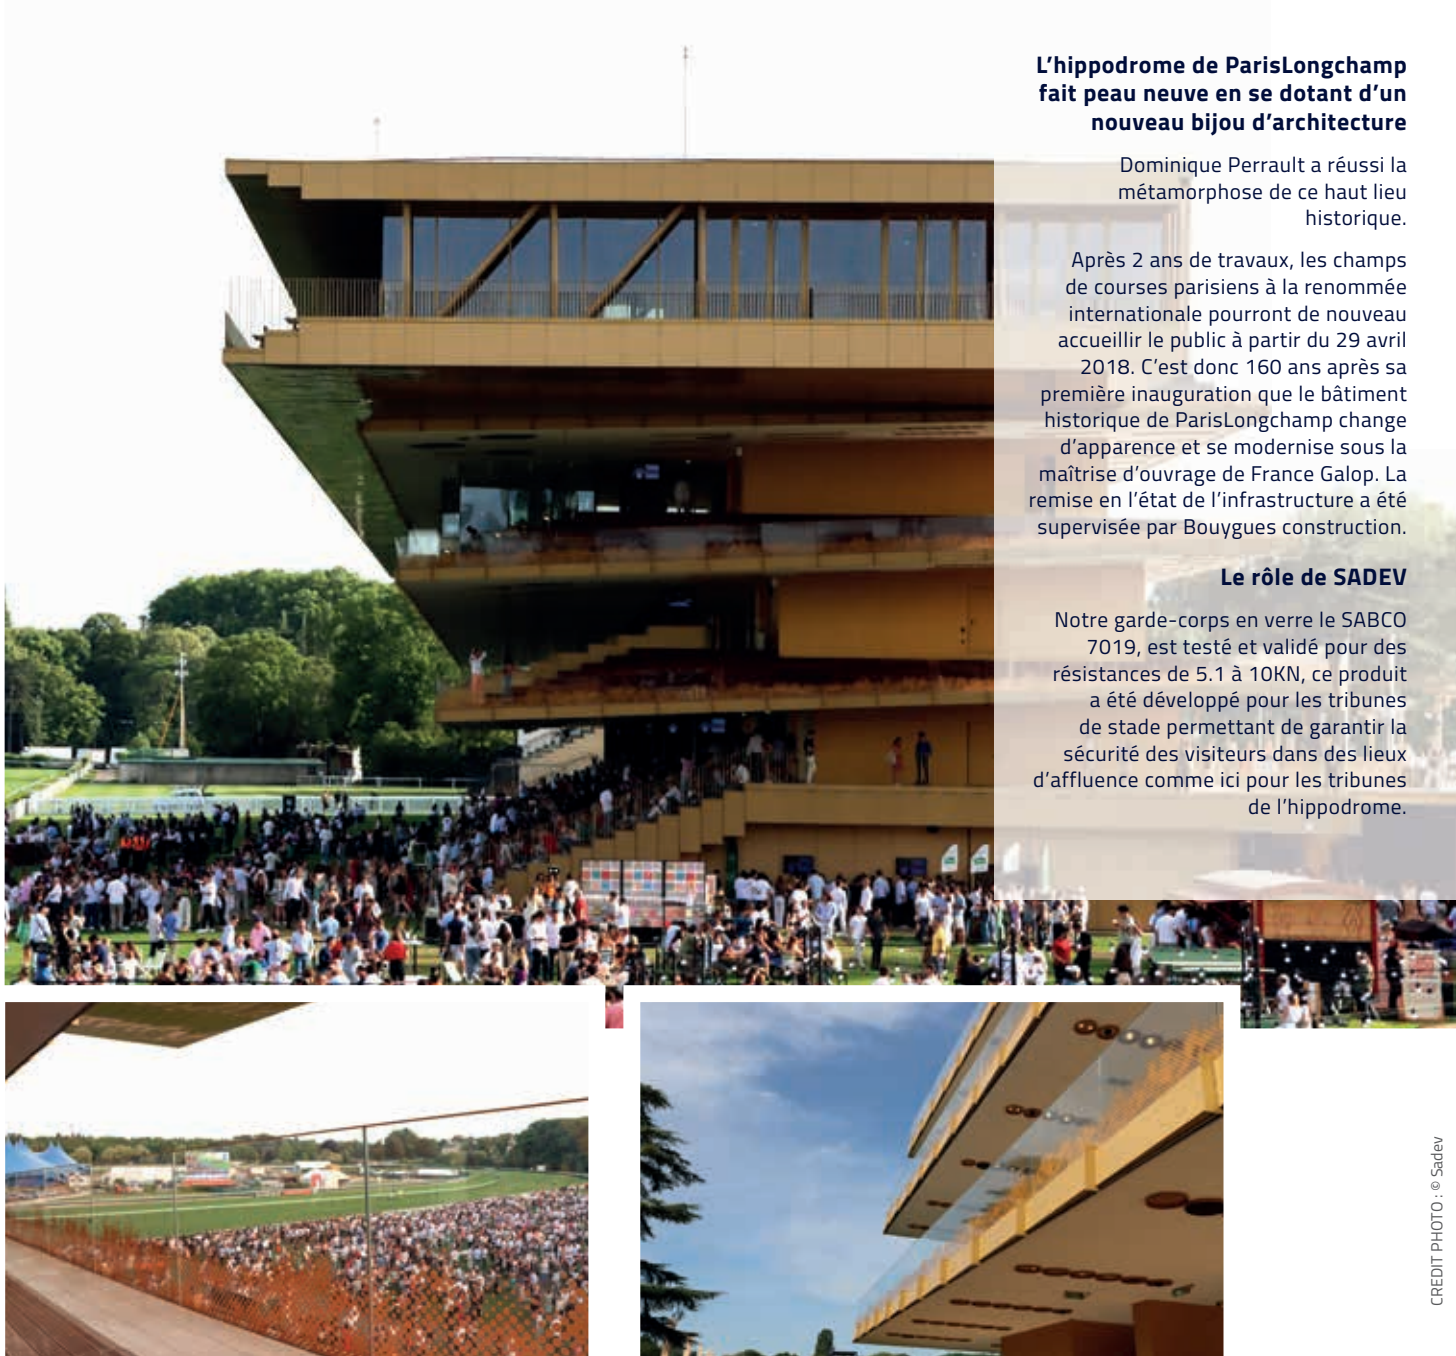 L’hippodrome de ParisLongchamp
fait peau neuve en se dotant d’un
nouveau bijou d’architecture
Dominique Perrault a réussi la
métamorphose de ce haut lieu
historique.
Après 2 ans de travaux, les champs
de courses parisiens à la renommée
internationale pourront de nouveau
accueillir le public à partir du 29 avril
2018. C’est donc 160 ans après sa
première inauguration que le bâtiment
historique de ParisLongchamp change
d’apparence et se modernise sous la
maîtrise d’ouvrage de France Galop. La
remise en l’état de l’infrastructure a été
supervisée par Bouygues construction.
Le rôle de SADEV
Notre garde-corps en verre le SABCO
7019, est testé et validé pour des
résistances de 5.1 à 10KN, ce produit
a été développé pour les tribunes
de stade permettant de garantir la
sécurité des visiteurs dans des lieux
d’affluence comme ici pour les tribunes
de l’hippodrome.
CREDIT PHOTO : © Sadev